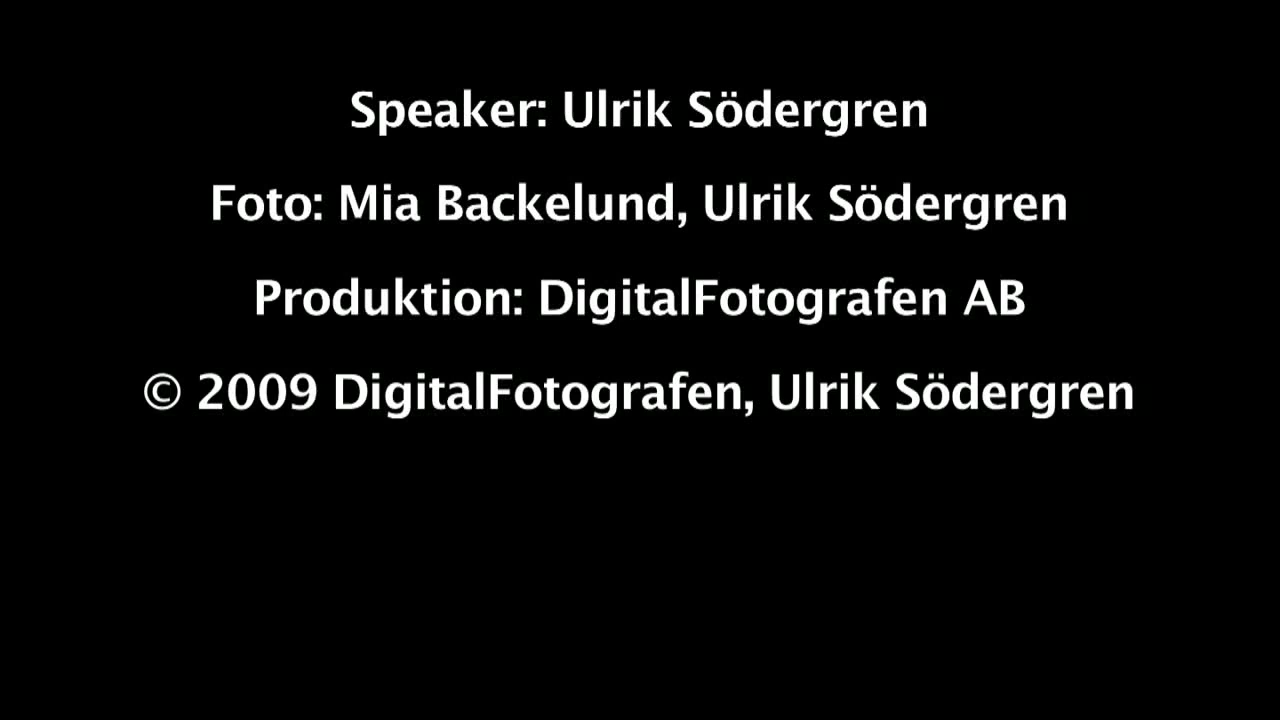 Speaker: Ulrik Södergren
Foto: Mia Backelund, Ulrik Södergren
Produktion: DigitalFotografen AB
© 2009 DigitalFotografen, Ulrik Södergren